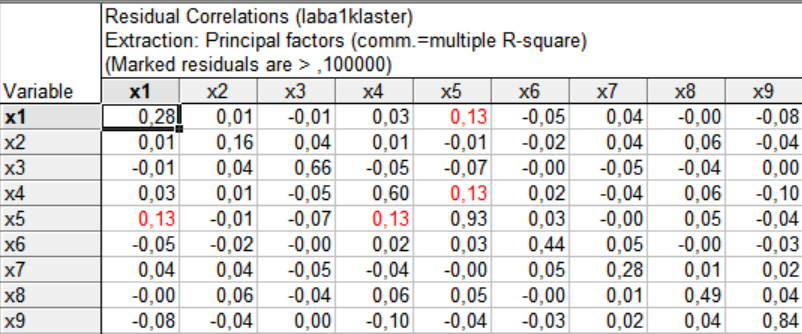 Residual Correlations (laba1klaster)
Extraction: Principal factors (comm.=multiple R-square)
(Marked residuals are > ,100000)
Variable x1 x2 x3 x4 x5 x6 x7 x8 x9
x1 0,28 0,01 -0,01 0,03 0,13 -0,05 0,04 -0,00 -0,08
x2 0,01 0,16 0,04 0,01 -0,01 -0,02 0,04 0,06 -0,04
x3 -0,01 0,04 0,66 -0,05 -0,07 -0,00 -0,05 -0,04 0,00
x4 0,03 0,01 -0,05 0,60 0,13 0,02 -0,04 0,06 -0,10
x5 0,13 -0,01 -0,07 0,13 0,93 0,03 -0,00 0,05 -0,04
x6 -0,05 -0,02 -0,00 0,02 0,03 0,44 0,05 -0,00 -0,03
x7 0,04 0,04 -0,05 -0,04 -0,00 0,05 0,28 0,01 0,02
x8 -0,00 0,06 -0,04 0,06 0,05 -0,00 0,01 0,49 0,04
x9 -0,08 -0,04 0,00 -0,10 -0,04 -0,03 0,02 0,04 0,84